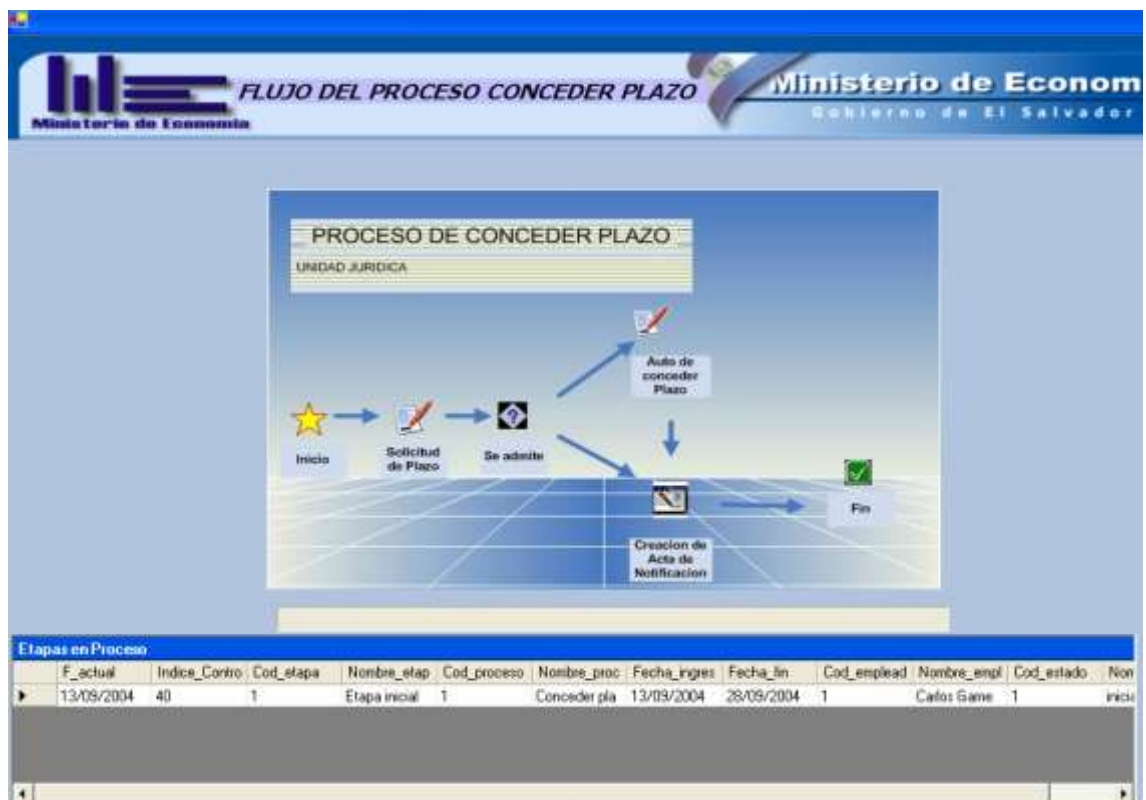 Ministerio de Economia
FLUJO DEL PROCESO CONCEDER PLAZO
Ministerio de Econom
Gobierno de El Salvador
PROCESO DE CONCEDER PLAZO
UNIDAD JURIDICA
Auto de
conceder
Plazo
Inicio
Solicitud
de Plazo
Se admite
Fin
Creacion de
Acta de
Notificacion
Etapas en Proceso
F_actual Indice_Contro Cod_etapa Nombre_etap Cod_proceso Nombre_proc Fecha_ingres Fecha_fin Cod_emplead Nombre_empl Cod_estado Non
13/09/2004 40 1 Etapa inicial 1 Conceder pla 13/09/2004 28/09/2004 1 Carlos Game 1 inicia